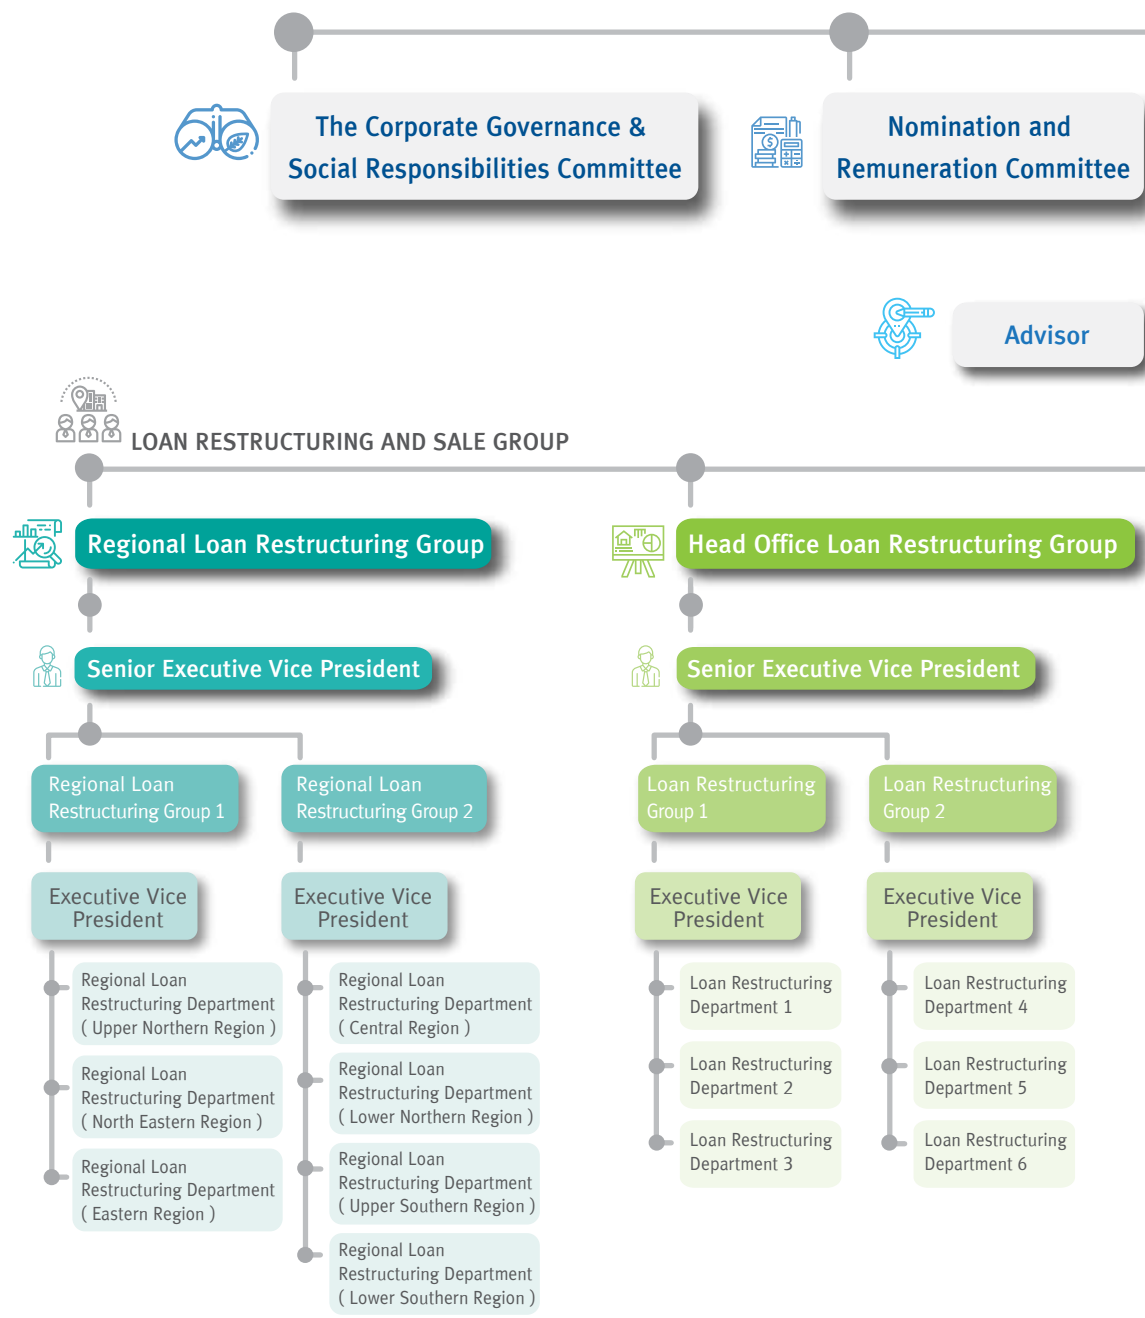 The Corporate Governance &
Social Responsibilities Committee
Nomination and
Remuneration Committee
Advisor
LOAN RESTRUCTURING AND SALE GROUP
Regional Loan Restructuring Group
Senior Executive Vice President
Regional Loan
Restructuring Group 1
Executive Vice
President
Regional Loan
Restructuring Department
( Upper Northern Region )
Regional Loan
Restructuring Department
( North Eastern Region )
Regional Loan
Restructuring Department
( Eastern Region )
Regional Loan
Restructuring Group 2
Executive Vice
President
Regional Loan
Restructuring Department
( Central Region )
Regional Loan
Restructuring Department
( Lower Northern Region )
Regional Loan
Restructuring Department
( Upper Southern Region )
Regional Loan
Restructuring Department
( Lower Southern Region )
Head Office Loan Restructuring Group
Senior Executive Vice President
Loan Restructuring
Group 1
Executive Vice
President
Loan Restructuring
Department 1
Loan Restructuring
Department 2
Loan Restructuring
Department 3
Loan Restructuring
Group 2
Executive Vice
President
Loan Restructuring
Department 4
Loan Restructuring
Department 5
Loan Restructuring
Department 6